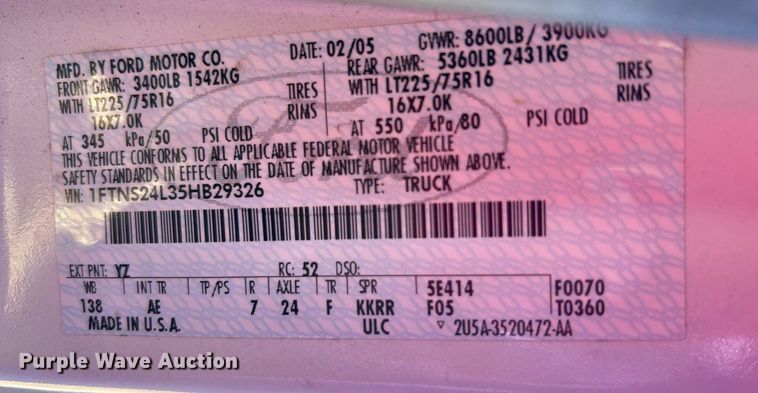 MFD. BY FORD MOTOR CO. DATE: 02/05 GVWR: 8600LB / 3900KG
FRONT GAWR: 3400LB 1542KG REAR GAWR: 5360LB 2431KG
WITH LT225/75R16 TIRES WITH LT225/75R16 TIRES
16X7.0K RIMS 16X7.0K RIMS
AT 345 kPa/50 PSI COLD AT 550 kPa/80 PSI COLD
THIS VEHICLE CONFORMS TO ALL APPLICABLE FEDERAL MOTOR VEHICLE
SAFETY STANDARDS IN EFFECT ON THE DATE OF MANUFACTURE SHOWN ABOVE.
VIN: 1FTNS24L35HB29326 TYPE: TRUCK
EXT PNT: YZ RC: 52 DSO:
WB INT TR TP/PS R AXLE TR SPR 5E414 F0070
138 AE 7 24 F KKRR F05 T0360
MADE IN U.S.A. ULC 2U5A-3520472-AA
Purple Wave Auction